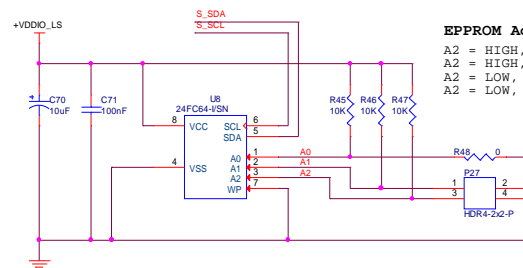 S_SDA
+VDDIO_LS
S_SCL
EPPROM A
A2 = HIGH,
A2 = HIGH,
A2 = LOW,
A2 = LOW,
C70
10uF
C71
100nF
U8
24FC64-I/SN
8
VCC
SCL
6
SDA
5
4
VSS
A0
1
A0
A1
2
A1
A2
3
A2
WP
7
R45
10K
R46
10K
R47
10K
R48
0
P27
1
2
3
4
HDR4-2x2-P